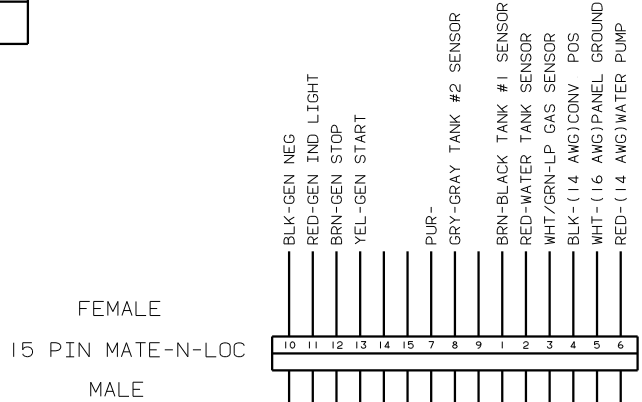 BLK-GEN NEG
RED-GEN IND LIGHT
BRN-GEN STOP
YEL-GEN START
PUR-
GRY-GRAY TANK #2 SENSOR
BRN-BLACK TANK #1 SENSOR
RED-WATER TANK SENSOR
WHT/GRN-LP GAS SENSOR
BLK-(14 AWG)CONV. POS
WHT-(16 AWG)PANEL GROUND
RED-(14 AWG)WATER PUMP
FEMALE
15 PIN MATE-N-LOC
10 11 12 13 14 15 7 8 9 1 2 3 4 5 6
MALE